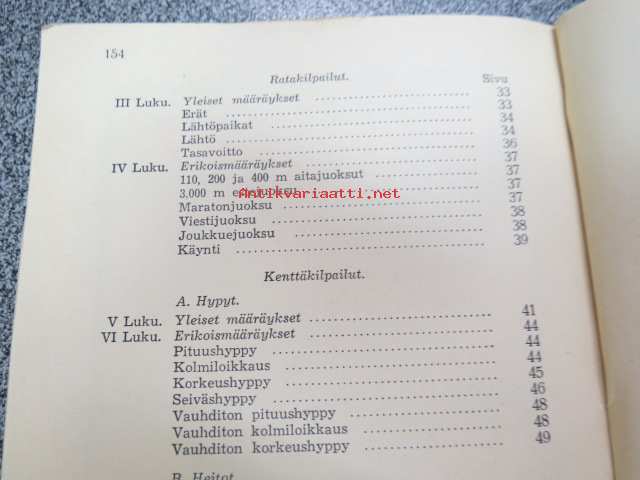 154
Ratakilpailut. Sivu
III Luku. Yleiset määräykset 33
Erät 33
Lähtöpaikat 34
Lähtö 34
Tasavoitto 36
IV Luku. Erikoismääräykset 37
110, 200 ja 400 m aitajuoksut 37
3,000 m estejuoksu 37
Antikvariaatti.net
Maratonjuoksu 37
Viestijuoksu 38
Joukkuejuoksu 38
Käynti 39
Kenttäkilpailut.
A. Hypyt.
V Luku. Yleiset määräykset 41
VI Luku. Erikoismääräykset 44
Pituushyppy 44
Kolmiloikkaus 44
Korkeushyppy 45
Seiväshyppy 46
Vauhditon pituushyppy 48
Vauhditon kolmiloikkaus 48
Vauhditon korkeushyppy 49
B. Heitot.